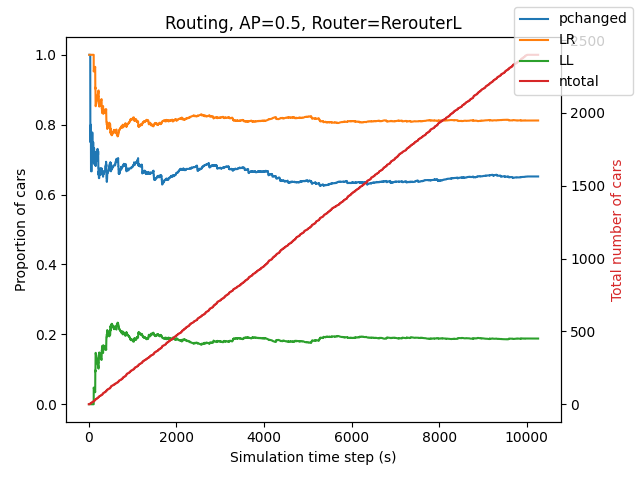 Routing, AP=0.5, Router=RerouterL
pchanged
LR
LL
ntotal
1.0
0.8
0.6
0.4
0.2
0.0
Proportion of cars
2500
2000
1500
1000
500
0
Total number of cars
0 2000 4000 6000 8000 10000
Simulation time step (s)